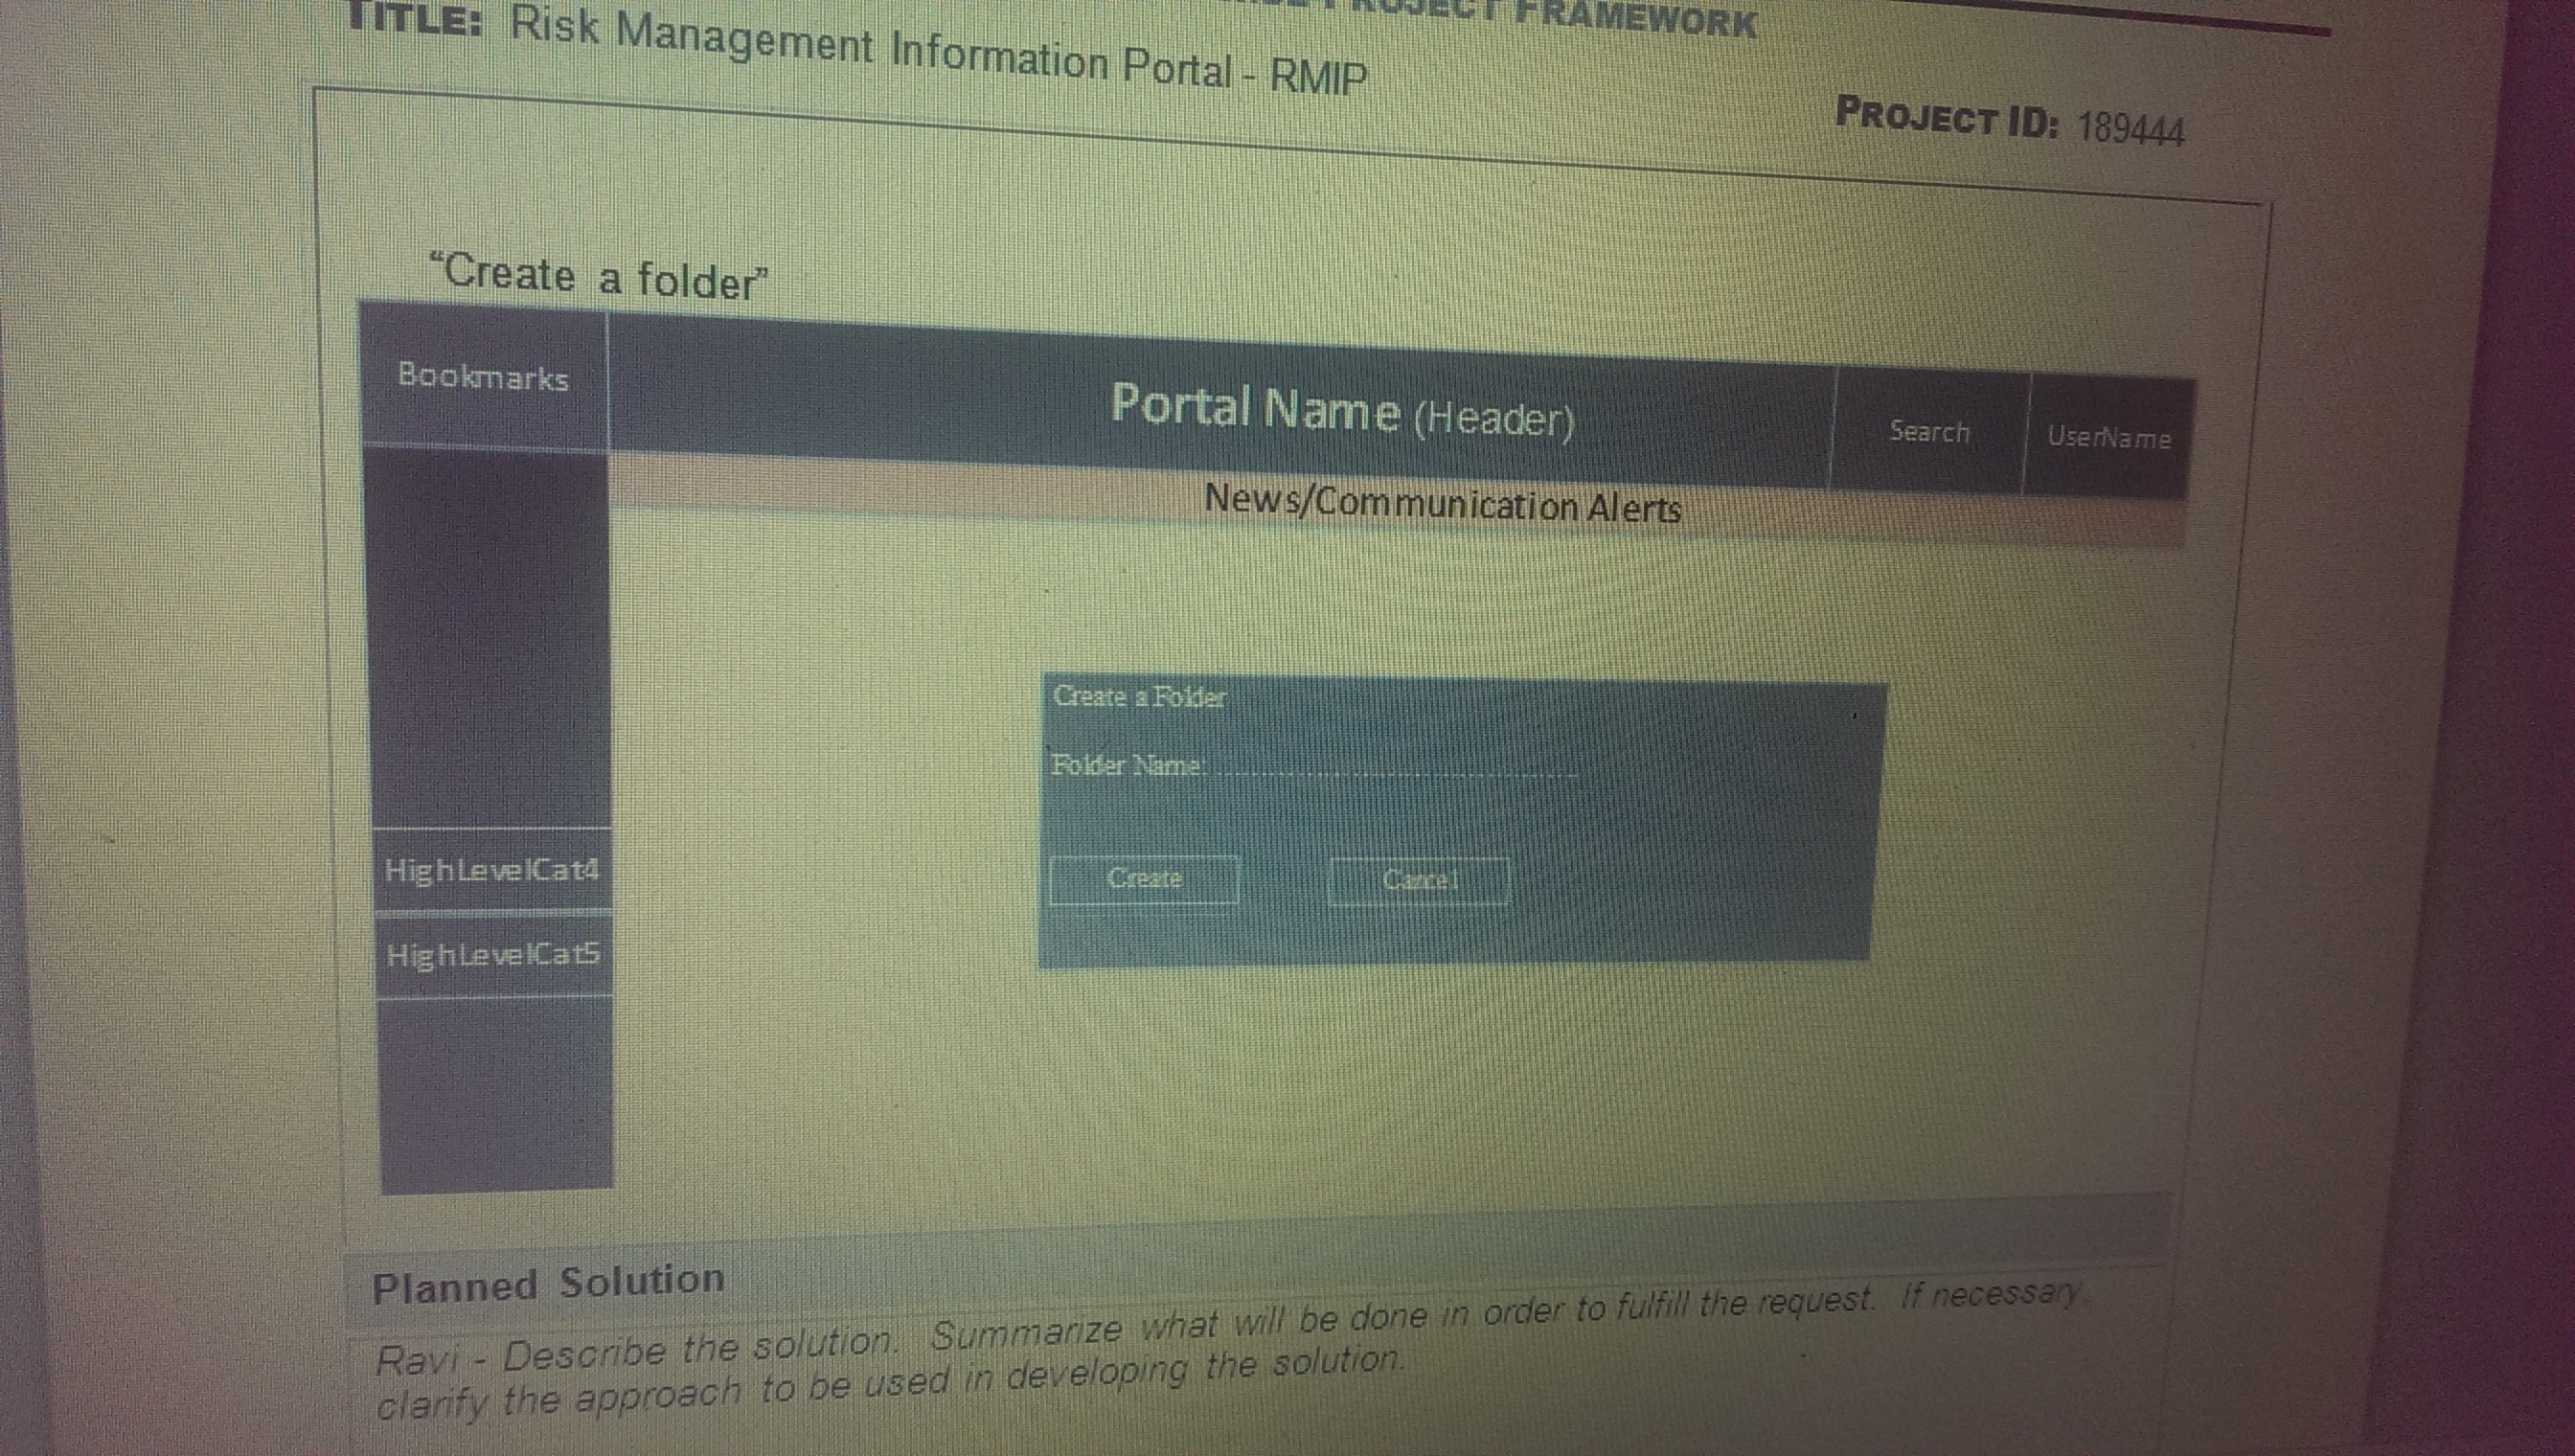 PROJECT FRAMEWORK
TITLE: Risk Management Information Portal - RMIP
PROJECT ID: 189444
“Create a folder”
Bookmarks
Portal Name (Header)
Search
UserName
News/Communication Alerts
Create a Folder
Folder Name: ................................................
Create
Cancel
HighLevelCat4
HighLevelCat5
Planned Solution
Ravi - Describe the solution. Summarize what will be done in order to fulfill the request. If necessary,
clarify the approach to be used in developing the solution.